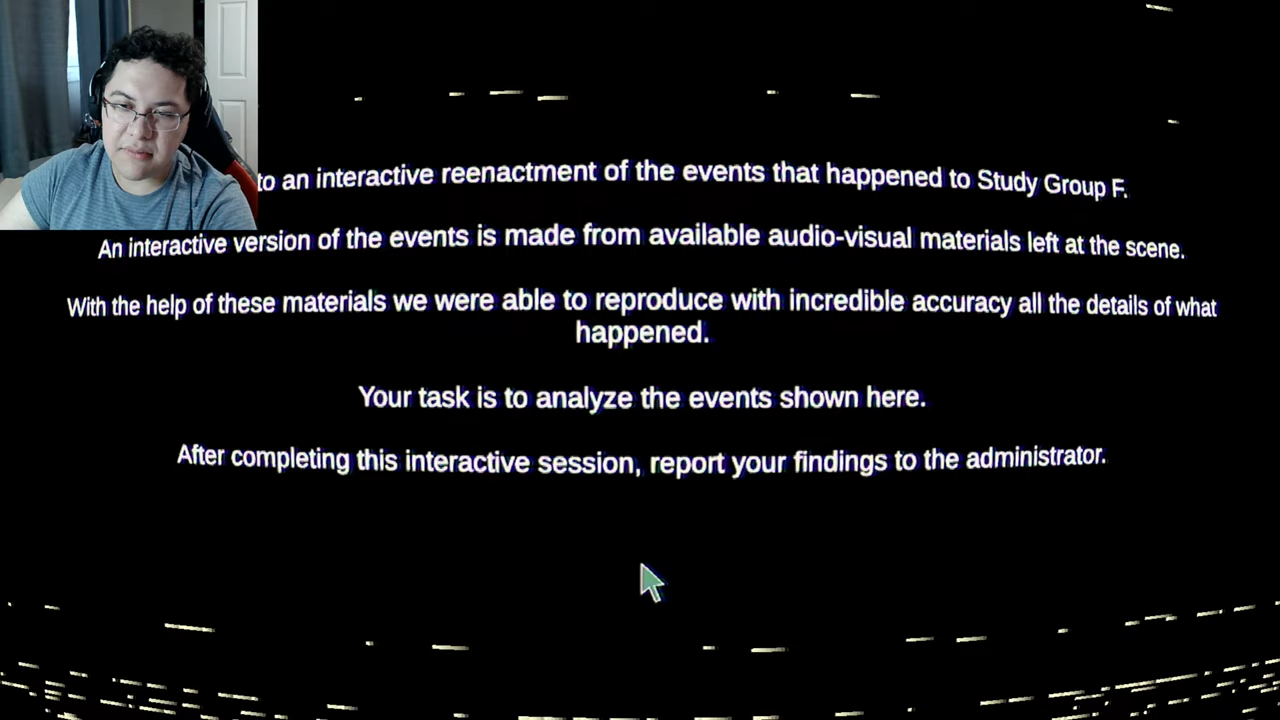 to an interactive reenactment of the events that happened to Study Group F.
An interactive version of the events is made from available audio-visual materials left at the scene.
With the help of these materials we were able to reproduce with incredible accuracy all the details of what
happened.
Your task is to analyze the events shown here.
After completing this interactive session, report your findings to the administrator.